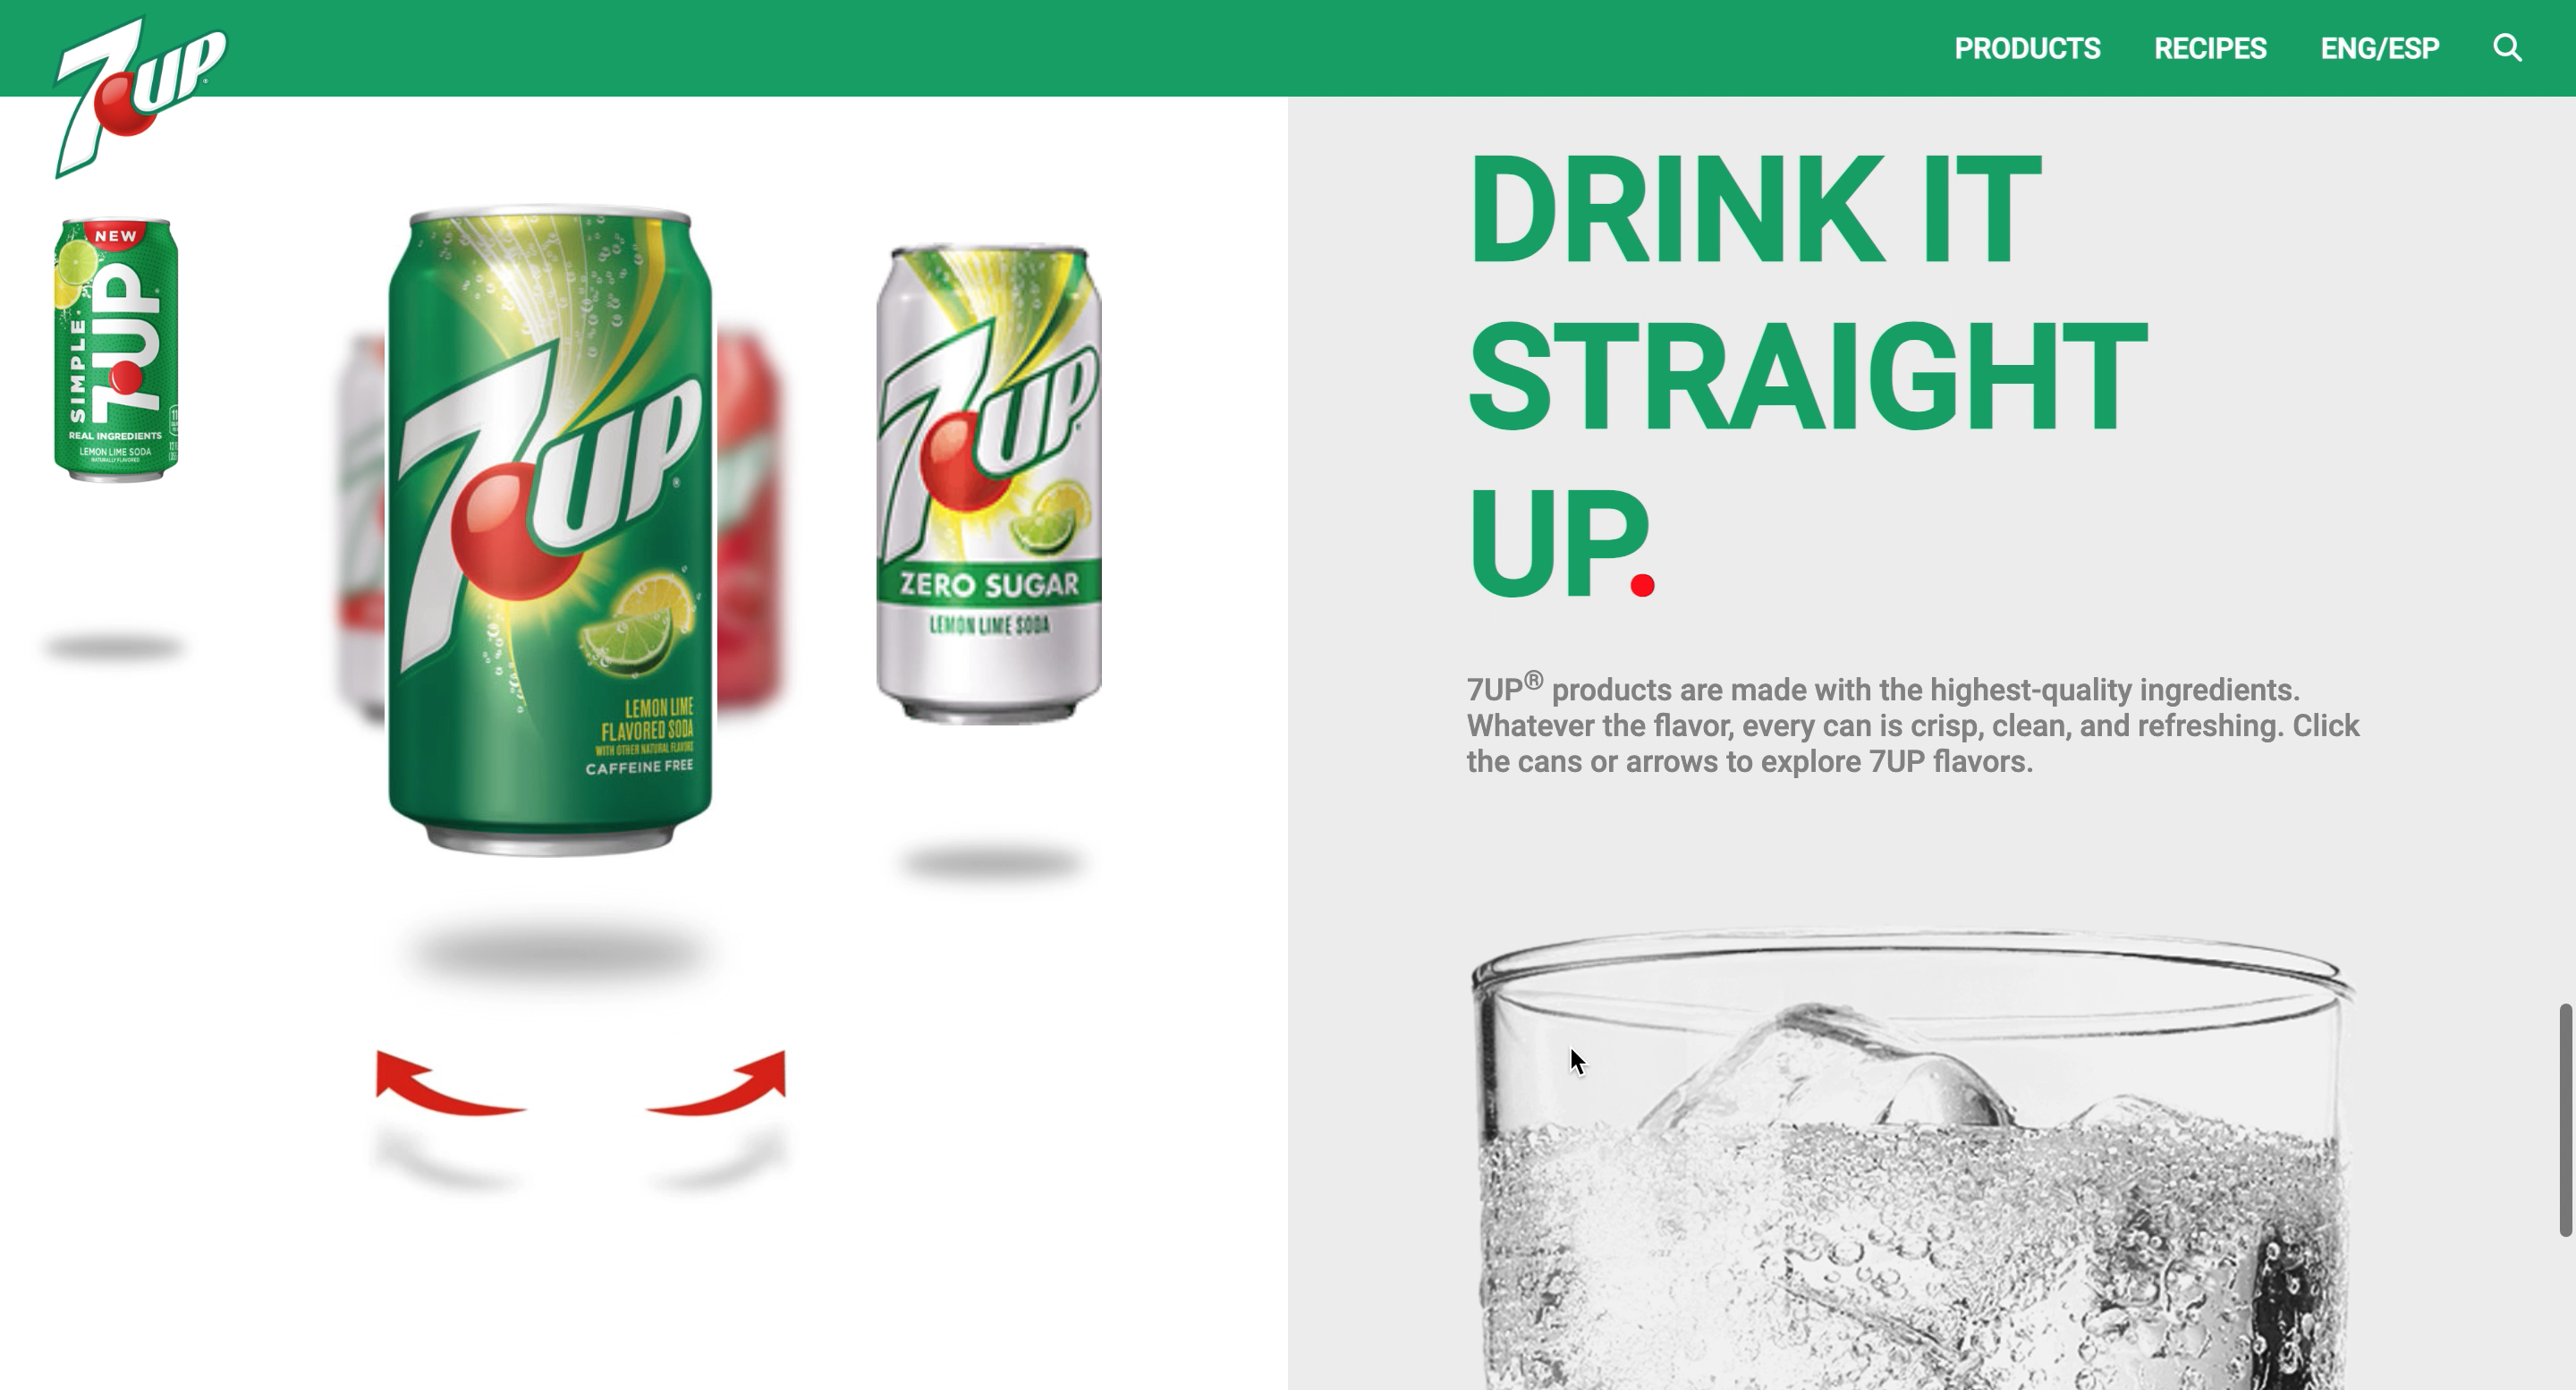 7UP
PRODUCTS
RECIPES
ENG/ESP
NEW
SIMPLE
7UP
REAL INGREDIENTS
LEMON LIME SODA
NATURALLY FLAVORED
7UP
LEMON LIME
FLAVORED SODA
WITH OTHER NATURAL FLAVORS
CAFFEINE FREE
7UP
ZERO SUGAR
LEMON LIME SODA
DRINK IT
STRAIGHT
UP.
7UP® products are made with the highest-quality ingredients.
Whatever the flavor, every can is crisp, clean, and refreshing. Click
the cans or arrows to explore 7UP flavors.